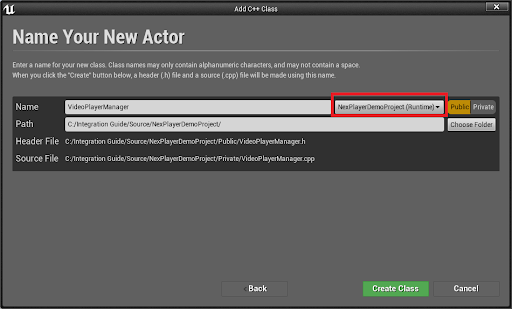 Add C++ Class
Name Your New Actor
Enter a name for your new class. Class names may only contain alphanumeric characters, and may not contain a space.
When you click the "Create" button below, a header (.h) file and a source (.cpp) file will be made using this name.
Name VideoPlayerManager NexPlayerDemoProject (Runtime) Public Private
Path C:/Integration Guide/Source/NexPlayerDemoProject/ Choose Folder
Header File C:/Integration Guide/Source/NexPlayerDemoProject/Public/VideoPlayerManager.h
Source File C:/Integration Guide/Source/NexPlayerDemoProject/Private/VideoPlayerManager.cpp
Back Create Class Cancel